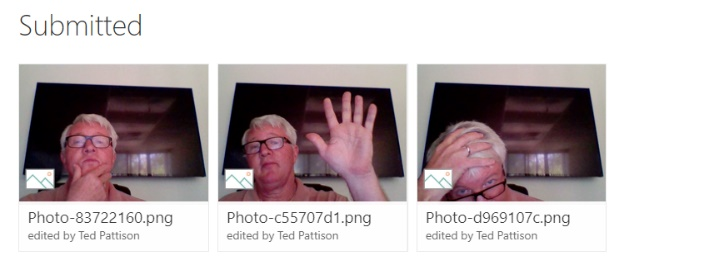 Submitted
Photo-83722160.png
edited by Ted Pattison
Photo-c55707d1.png
edited by Ted Pattison
Photo-d969107c.png
edited by Ted Pattison